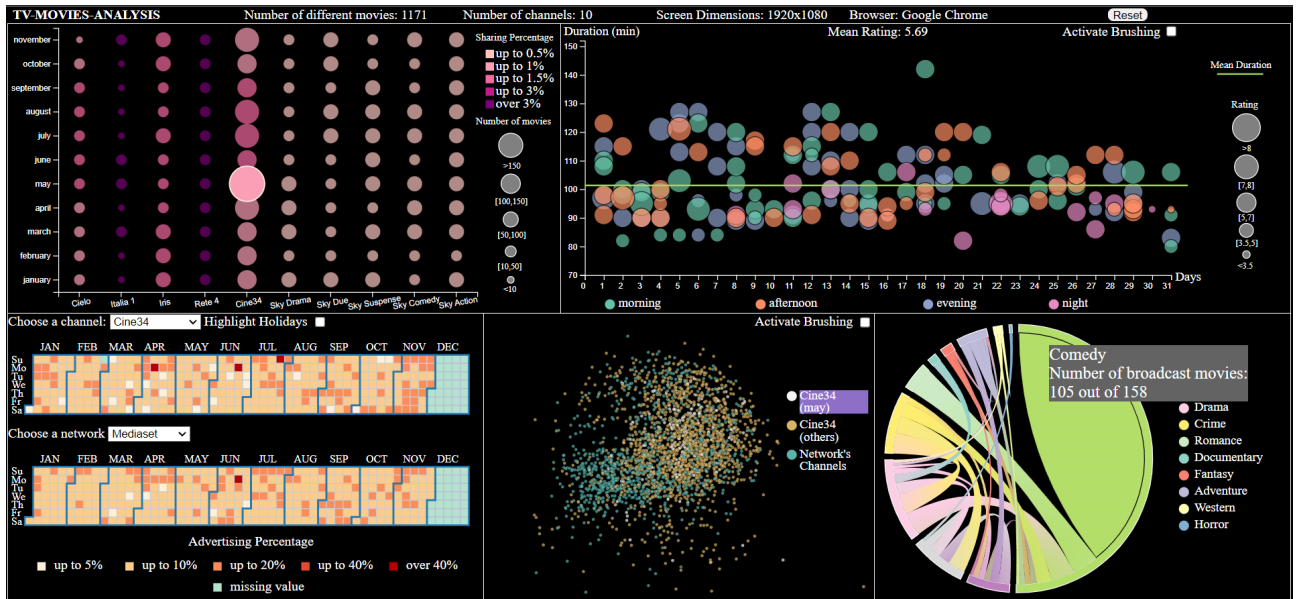 TV-MOVIES-ANALYSIS Number of different movies: 1171 Number of channels: 10 Screen Dimensions: 1920x1080 Browser: Google Chrome Reset
november
october
september
august
july
june
may
april
march
february
january
Cielo Italia 1 Iris Rete 4 Cine34 Sky Drama Sky Due Sky Suspense Sky Comedy Sky Action
Sharing Percentage
up to 0.5%
up to 1%
up to 1.5%
up to 3%
over 3%
Number of movies
>150
[100,150]
[50,100]
[10,50]
<10
Duration (min) Mean Rating: 5.69 Activate Brushing
150
140
130
120
110
100
90
80
70
0 1 2 3 4 5 6 7 8 9 10 11 12 13 14 15 16 17 18 19 20 21 22 23 24 25 26 27 28 29 30 31 Days
morning afternoon evening night
Mean Duration
Rating
>8
[7,8]
[5,7]
[3.5,5]
<3.5
Choose a channel: Cine34 Highlight Holidays
JAN FEB MAR APR MAY JUN JUL AUG SEP OCT NOV DEC
Su
Mo
Tu
We
Th
Fr
Sa
Choose a network Mediaset
JAN FEB MAR APR MAY JUN JUL AUG SEP OCT NOV DEC
Su
Mo
Tu
We
Th
Fr
Sa
Advertising Percentage
up to 5% up to 10% up to 20% up to 40% over 40%
missing value
Activate Brushing
Cine34
(may)
Cine34
(others)
Network's
Channels
Comedy
Number of broadcast movies:
105 out of 158
Drama
Crime
Romance
Documentary
Fantasy
Adventure
Western
Horror